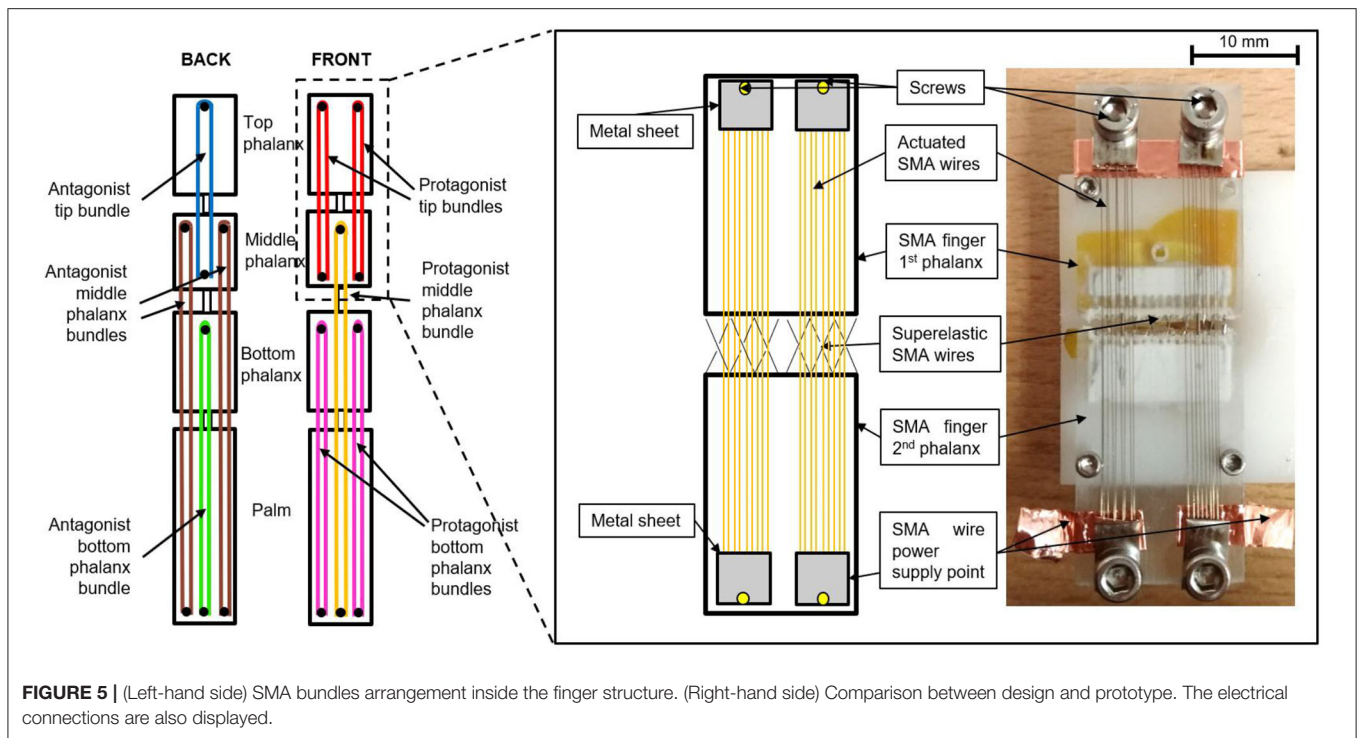 BACK
FRONT
Top
phalanx
Antagonist
tip bundle
Protagonist
tip bundles
Middle
phalanx
Antagonist
middle
phalanx
bundles
Protagonist
middle
phalanx
bundle
Bottom
phalanx
Palm
Antagonist
bottom
phalanx
bundle
Protagonist
bottom
phalanx
bundles
10 mm
Screws
Metal sheet
Actuated
SMA wires
SMA finger
1st phalanx
Superelastic
SMA wires
SMA finger
2nd phalanx
Metal sheet
SMA wire
power
supply point
FIGURE 5 | (Left-hand side) SMA bundles arrangement inside the finger structure. (Right-hand side) Comparison between design and prototype. The electrical
connections are also displayed.